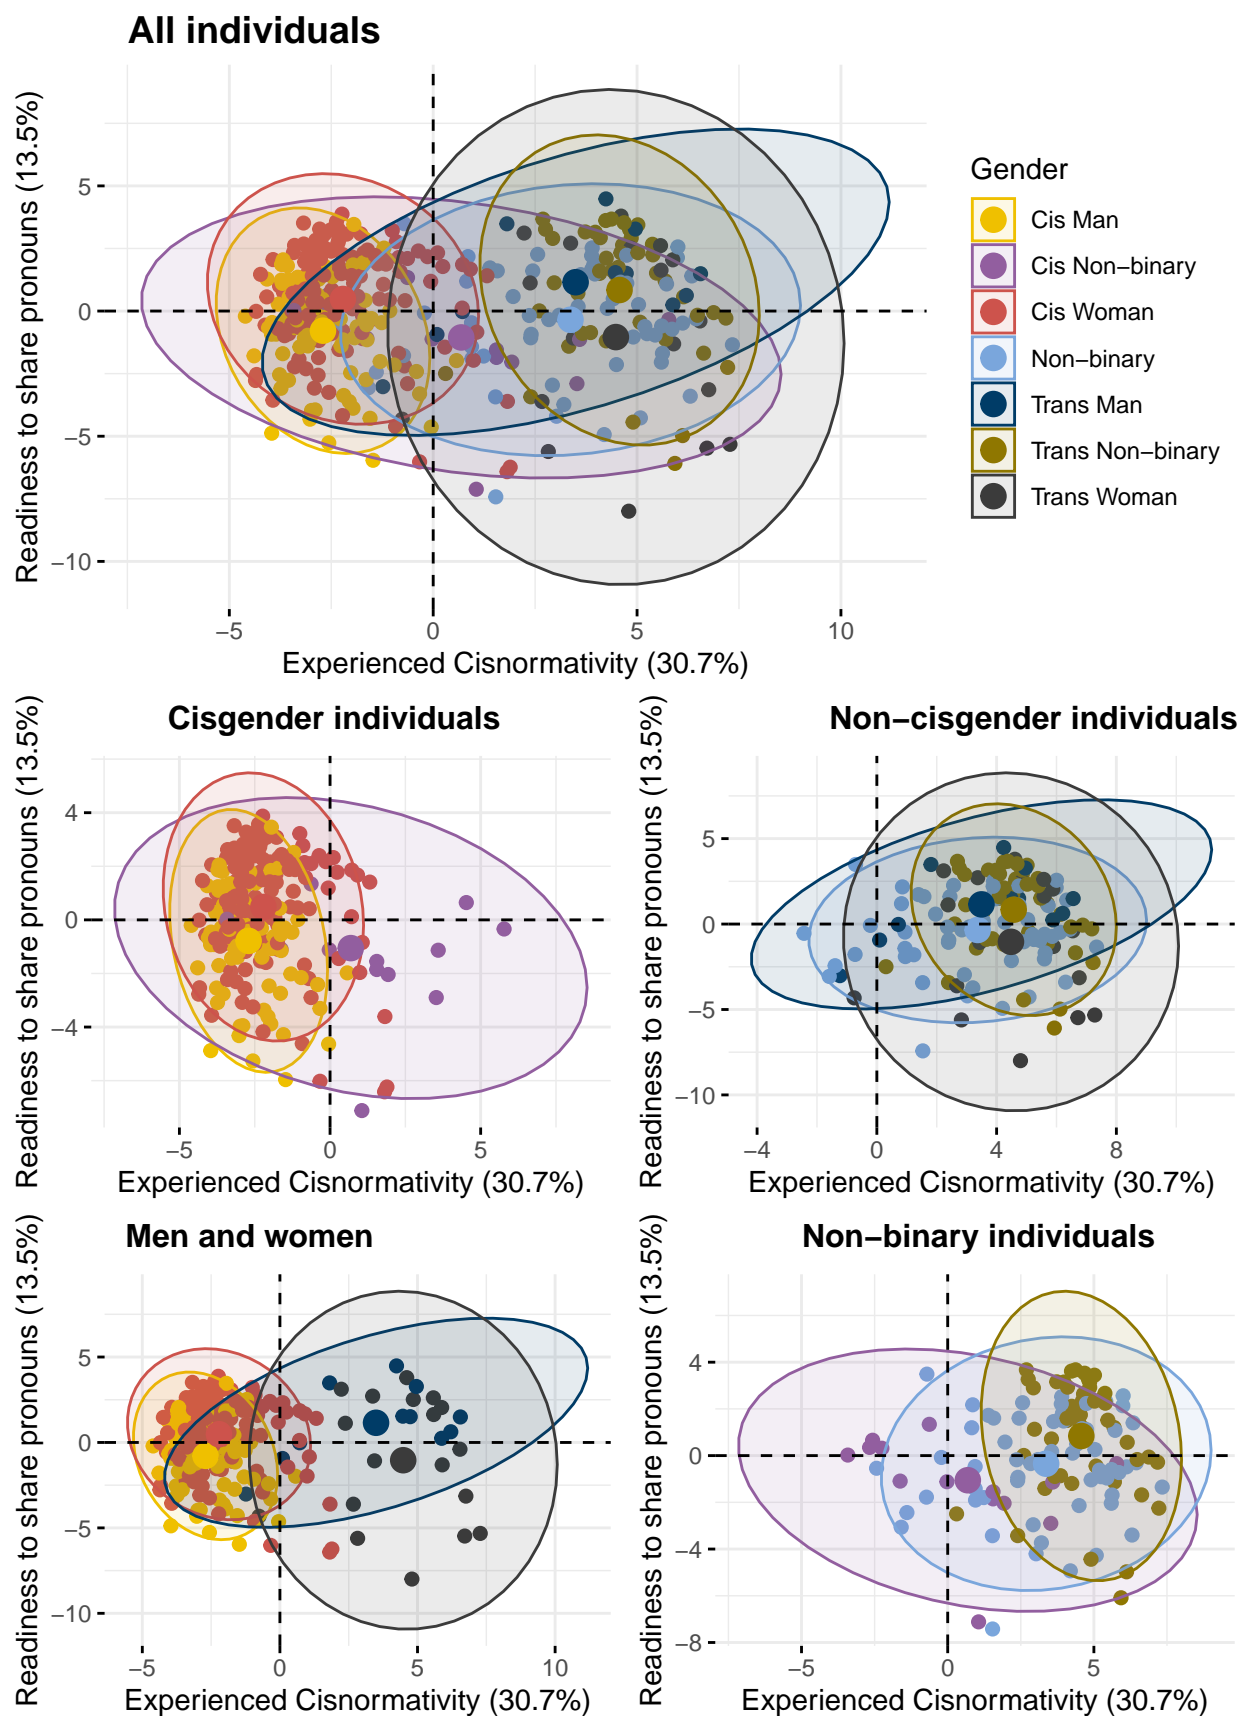 All individuals
Readiness to share pronouns (13.5%)
5
0
−5
−10
−5
0
5
10
Experienced Cisnormativity (30.7%)
Gender
Cis Man
Cis Non−binary
Cis Woman
Non−binary
Trans Man
Trans Non−binary
Trans Woman
Cisgender individuals
Readiness to share pronouns (13.5%)
4
0
−4
−5
0
5
Experienced Cisnormativity (30.7%)
Non−cisgender individuals
Readiness to share pronouns (13.5%)
5
0
−5
−10
−4
0
4
8
Experienced Cisnormativity (30.7%)
Men and women
Readiness to share pronouns (13.5%)
5
0
−5
−10
−5
0
5
10
Experienced Cisnormativity (30.7%)
Non−binary individuals
Readiness to share pronouns (13.5%)
4
0
−4
−8
−5
0
5
Experienced Cisnormativity (30.7%)